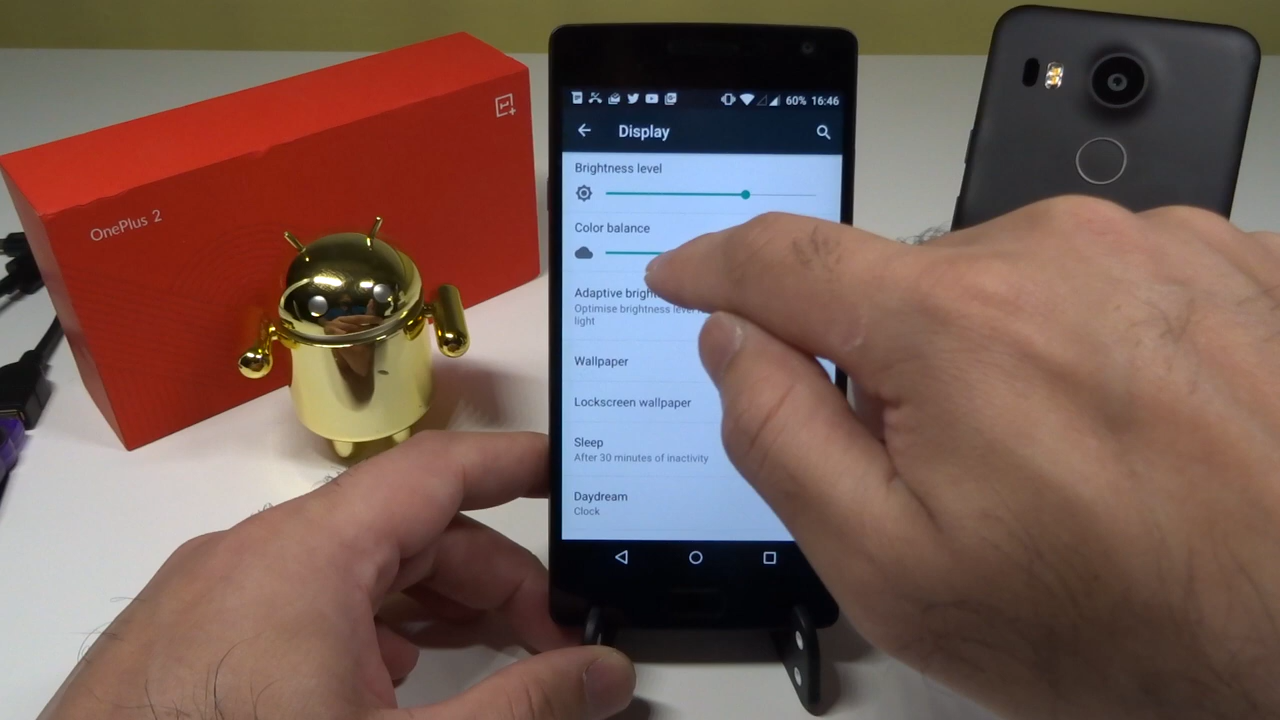 OnePlus 2
60% 16:46
Display
Brightness level
Color balance
Adaptive bright
Optimise brightness level
light
Wallpaper
Lockscreen wallpaper
Sleep
After 30 minutes of inactivity
Daydream
Clock